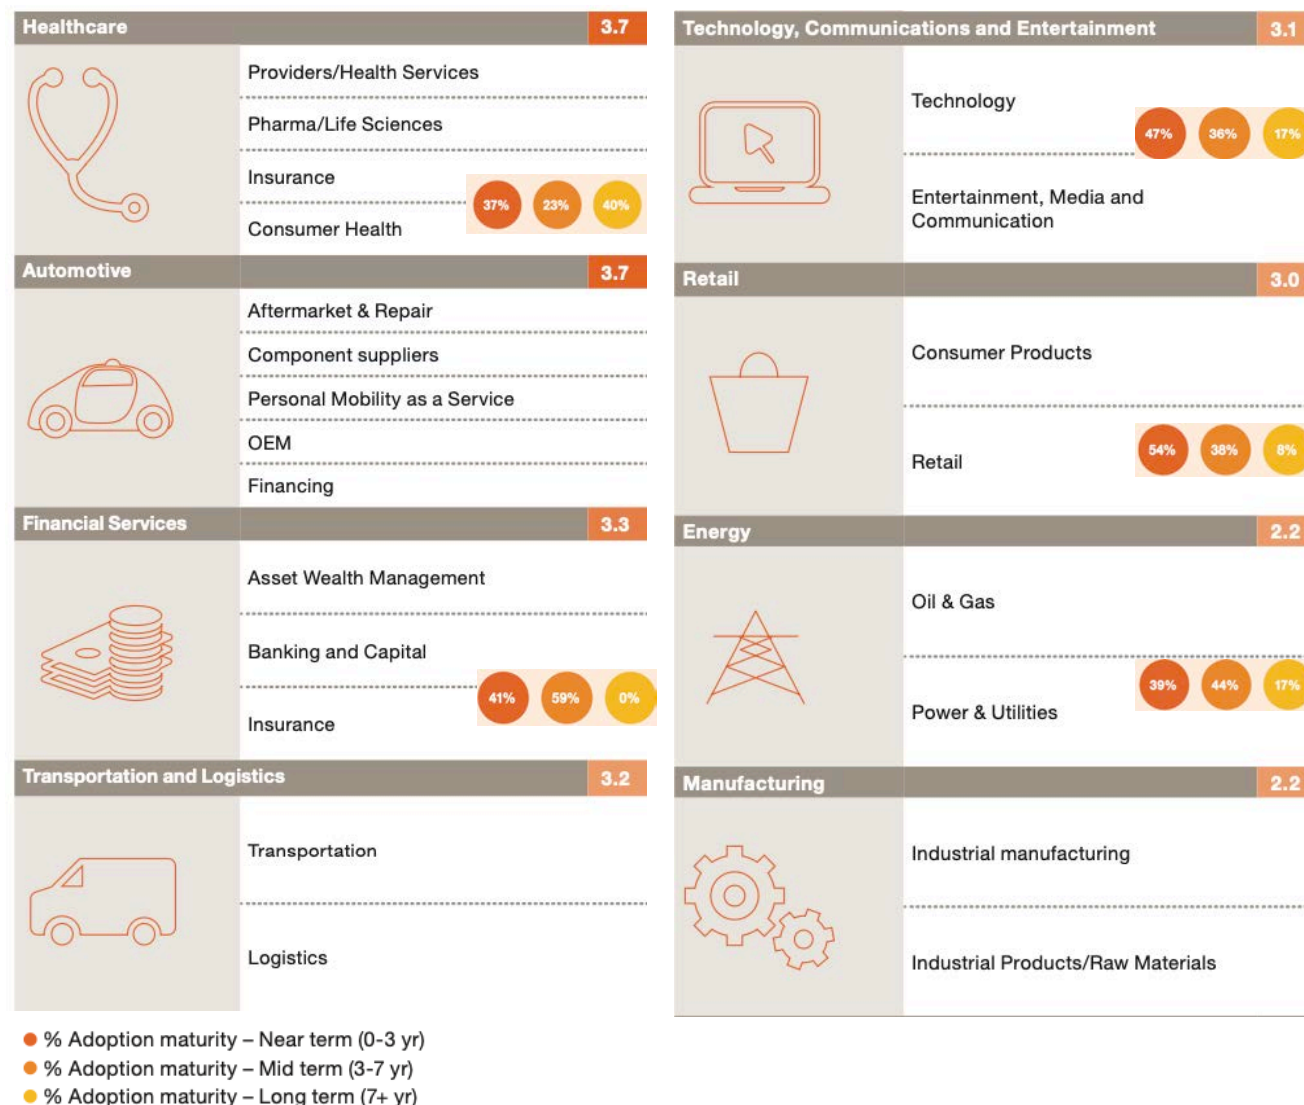 Healthcare 3.7
Providers/Health Services
Pharma/Life Sciences
Insurance
37% 23% 40%
Consumer Health
Automotive 3.7
Aftermarket & Repair
Component suppliers
Personal Mobility as a Service
OEM
Financing
Financial Services 3.3
Asset Wealth Management
Banking and Capital
41% 59% 0%
Insurance
Transportation and Logistics 3.2
Transportation
Logistics
% Adoption maturity – Near term (0-3 yr)
% Adoption maturity – Mid term (3-7 yr)
% Adoption maturity – Long term (7+ yr)
Technology, Communications and Entertainment 3.1
Technology
47% 36% 17%
Entertainment, Media and
Communication
Retail 3.0
Consumer Products
54% 38% 8%
Retail
Energy 2.2
Oil & Gas
39% 44% 17%
Power & Utilities
Manufacturing 2.2
Industrial manufacturing
Industrial Products/Raw Materials